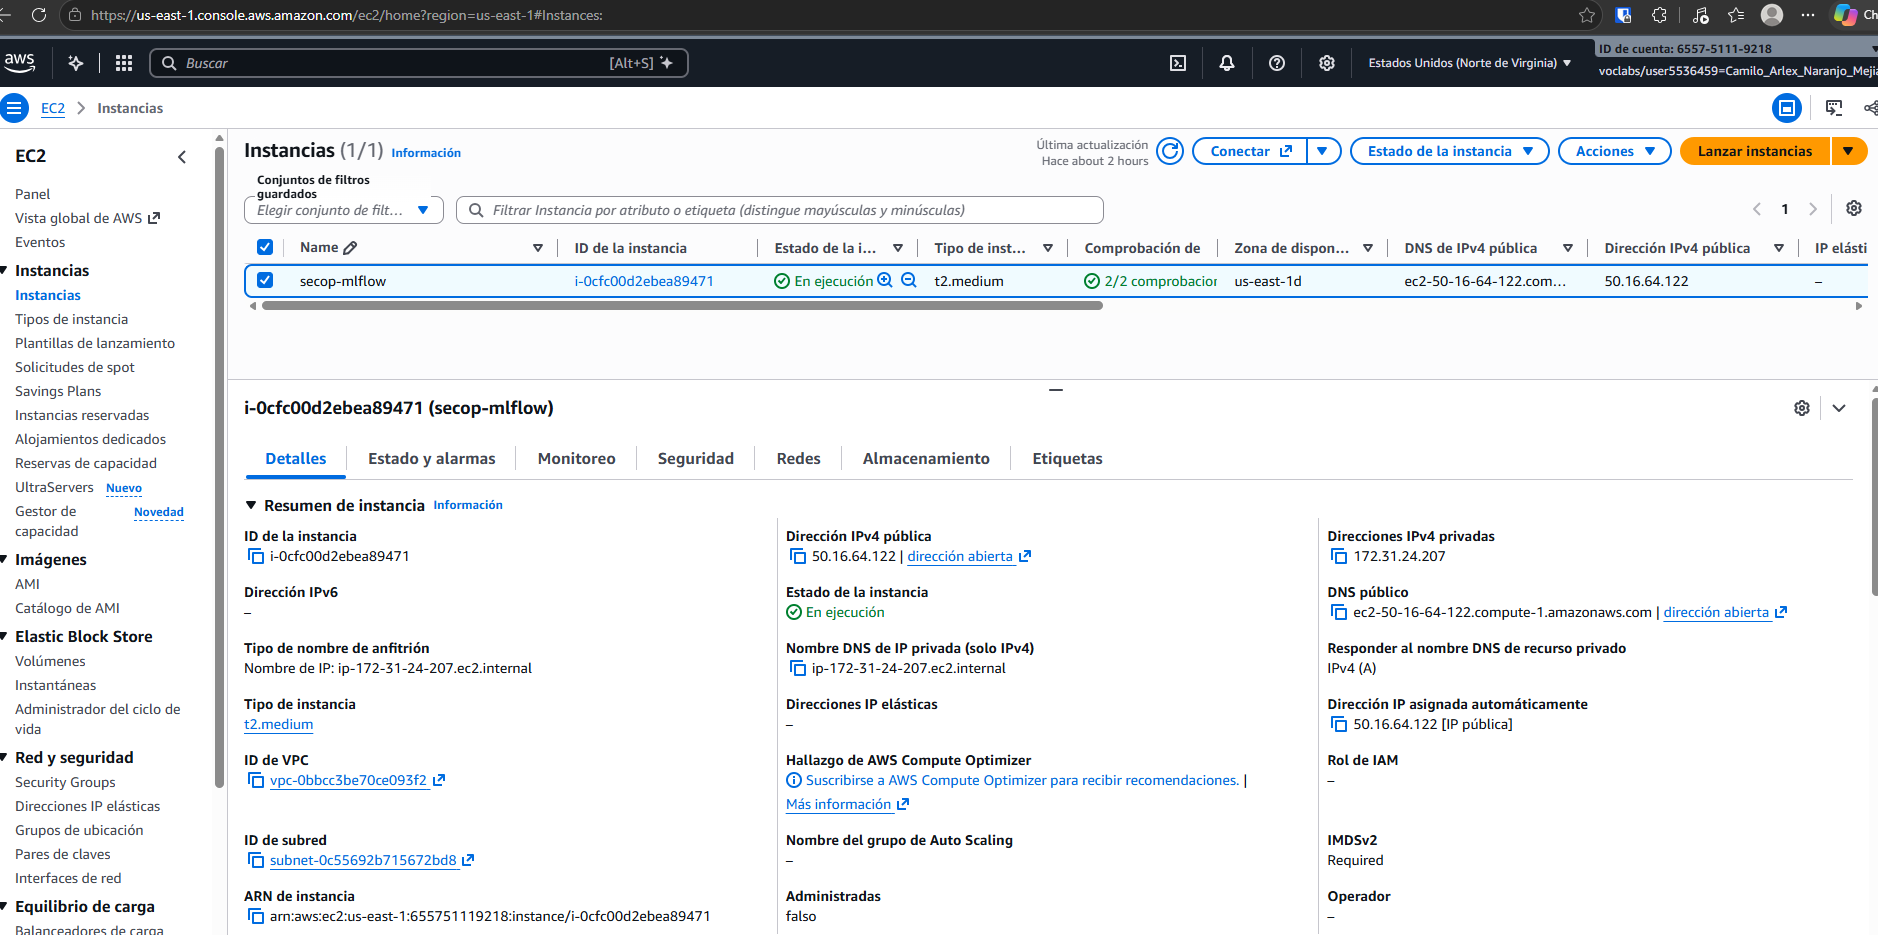 https://us-east-1.console.aws.amazon.com/ec2/home?region=us-east-1#Instances:
aws
Buscar
[Alt+S]
Estados Unidos (Norte de Virginia)
ID de cuenta: 6557-5111-9218
voclabs/user5536459=Camilo_Arlex_Naranjo_Mejia
EC2
Instancias
EC2
Panel
Vista global de AWS
Eventos
Instancias
Instancias
Tipos de instancia
Plantillas de lanzamiento
Solicitudes de spot
Savings Plans
Instancias reservadas
Alojamientos dedicados
Reservas de capacidad
UltraServers Nuevo
Gestor de capacidad Novedad
Imágenes
AMI
Catálogo de AMI
Elastic Block Store
Volúmenes
Instantáneas
Administrador del ciclo de vida
Red y seguridad
Security Groups
Direcciones IP elásticas
Grupos de ubicación
Pares de claves
Interfaces de red
Equilibrio de carga
Balanceadores de carga
Instancias (1/1) Información
Última actualización
Hace about 2 hours
Conectar
Estado de la instancia
Acciones
Lanzar instancias
Conjuntos de filtros guardados
Elegir conjunto de filt...
Filtrar Instancia por atributo o etiqueta (distingue mayúsculas y minúsculas)
1
Name ID de la instancia Estado de la i... Tipo de inst... Comprobación de Zona de dispon... DNS de IPv4 pública Dirección IPv4 pública IP elásti
secop-mlflow i-0cfc00d2ebea89471 En ejecución t2.medium 2/2 comprobacior us-east-1d ec2-50-16-64-122.com... 50.16.64.122 –
i-0cfc00d2ebea89471 (secop-mlflow)
Detalles Estado y alarmas Monitoreo Seguridad Redes Almacenamiento Etiquetas
Resumen de instancia Información
ID de la instancia
i-0cfc00d2ebea89471
Dirección IPv4 pública
50.16.64.122 | dirección abierta
Direcciones IPv4 privadas
172.31.24.207
Dirección IPv6
–
Estado de la instancia
En ejecución
DNS público
ec2-50-16-64-122.compute-1.amazonaws.com | dirección abierta
Tipo de nombre de anfitrión
Nombre de IP: ip-172-31-24-207.ec2.internal
Nombre DNS de IP privada (solo IPv4)
ip-172-31-24-207.ec2.internal
Responder al nombre DNS de recurso privado
IPv4 (A)
Tipo de instancia
t2.medium
Direcciones IP elásticas
–
Dirección IP asignada automáticamente
50.16.64.122 [IP pública]
ID de VPC
vpc-0bbcc3be70ce093f2
Hallazgo de AWS Compute Optimizer
Suscribirse a AWS Compute Optimizer para recibir recomendaciones. |
Más información
Rol de IAM
–
ID de subred
subnet-0c55692b715672bd8
Nombre del grupo de Auto Scaling
–
IMDSv2
Required
ARN de instancia
arn:aws:ec2:us-east-1:655751119218:instance/i-0cfc00d2ebea89471
Administradas
falso
Operador
–